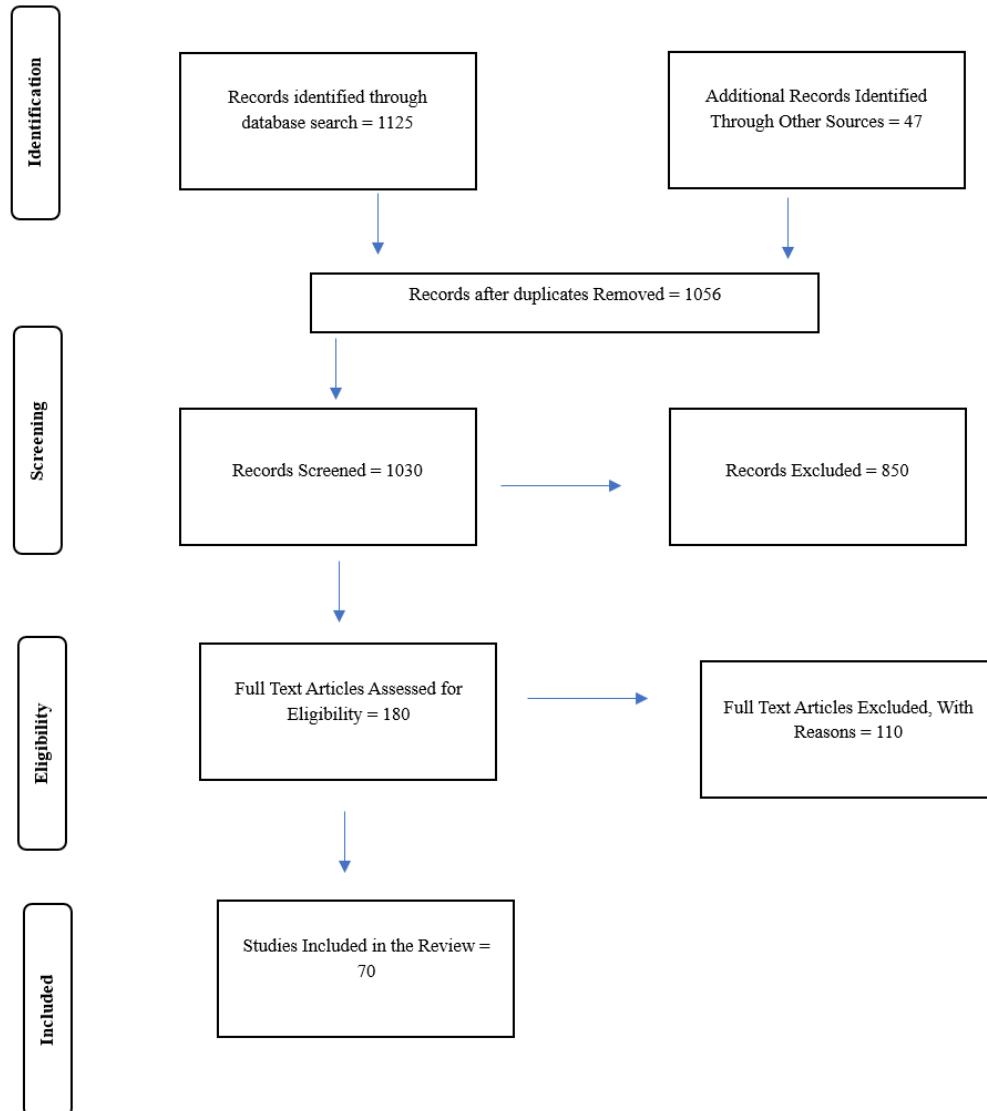 Identification
Records identified through
database search = 1125
Additional Records Identified
Through Other Sources = 47
Records after duplicates Removed = 1056
Screening
Records Screened = 1030
Records Excluded = 850
Eligibility
Full Text Articles Assessed for
Eligibility = 180
Full Text Articles Excluded, With
Reasons = 110
Included
Studies Included in the Review =
70